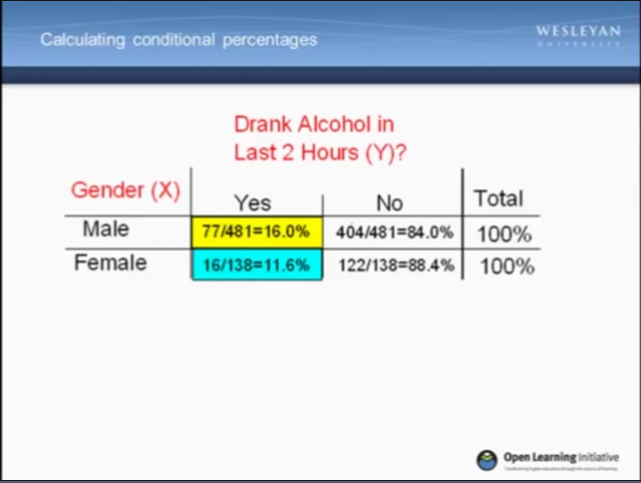 Calculating conditional percentages
WESLEYAN
UNIVERSITY
Drank Alcohol in
Last 2 Hours (Y)?
Gender (X) Yes No Total
Male 77/481=16.0% 404/481=84.0% 100%
Female 16/138=11.6% 122/138=88.4% 100%
Open Learning Initiative